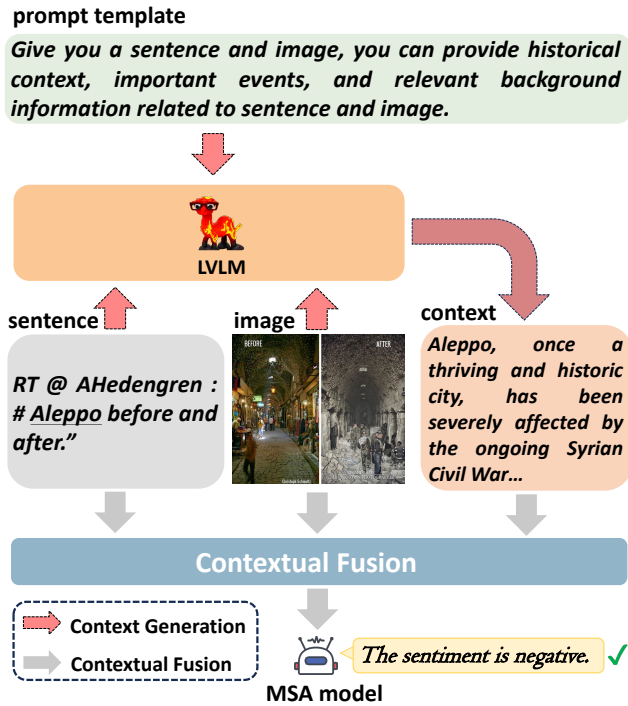 prompt template
Give you a sentence and image, you can provide historical
context, important events, and relevant background
information related to sentence and image.
LVLM
sentence
image
context
RT @ AHedengren :
# Aleppo before and
after.”
BEFORE
AFTER
Aleppo, once a
thriving and historic
city, has been
severely affected by
the ongoing Syrian
Civil War...
Contextual Fusion
Context Generation
Contextual Fusion
The sentiment is negative.
MSA model